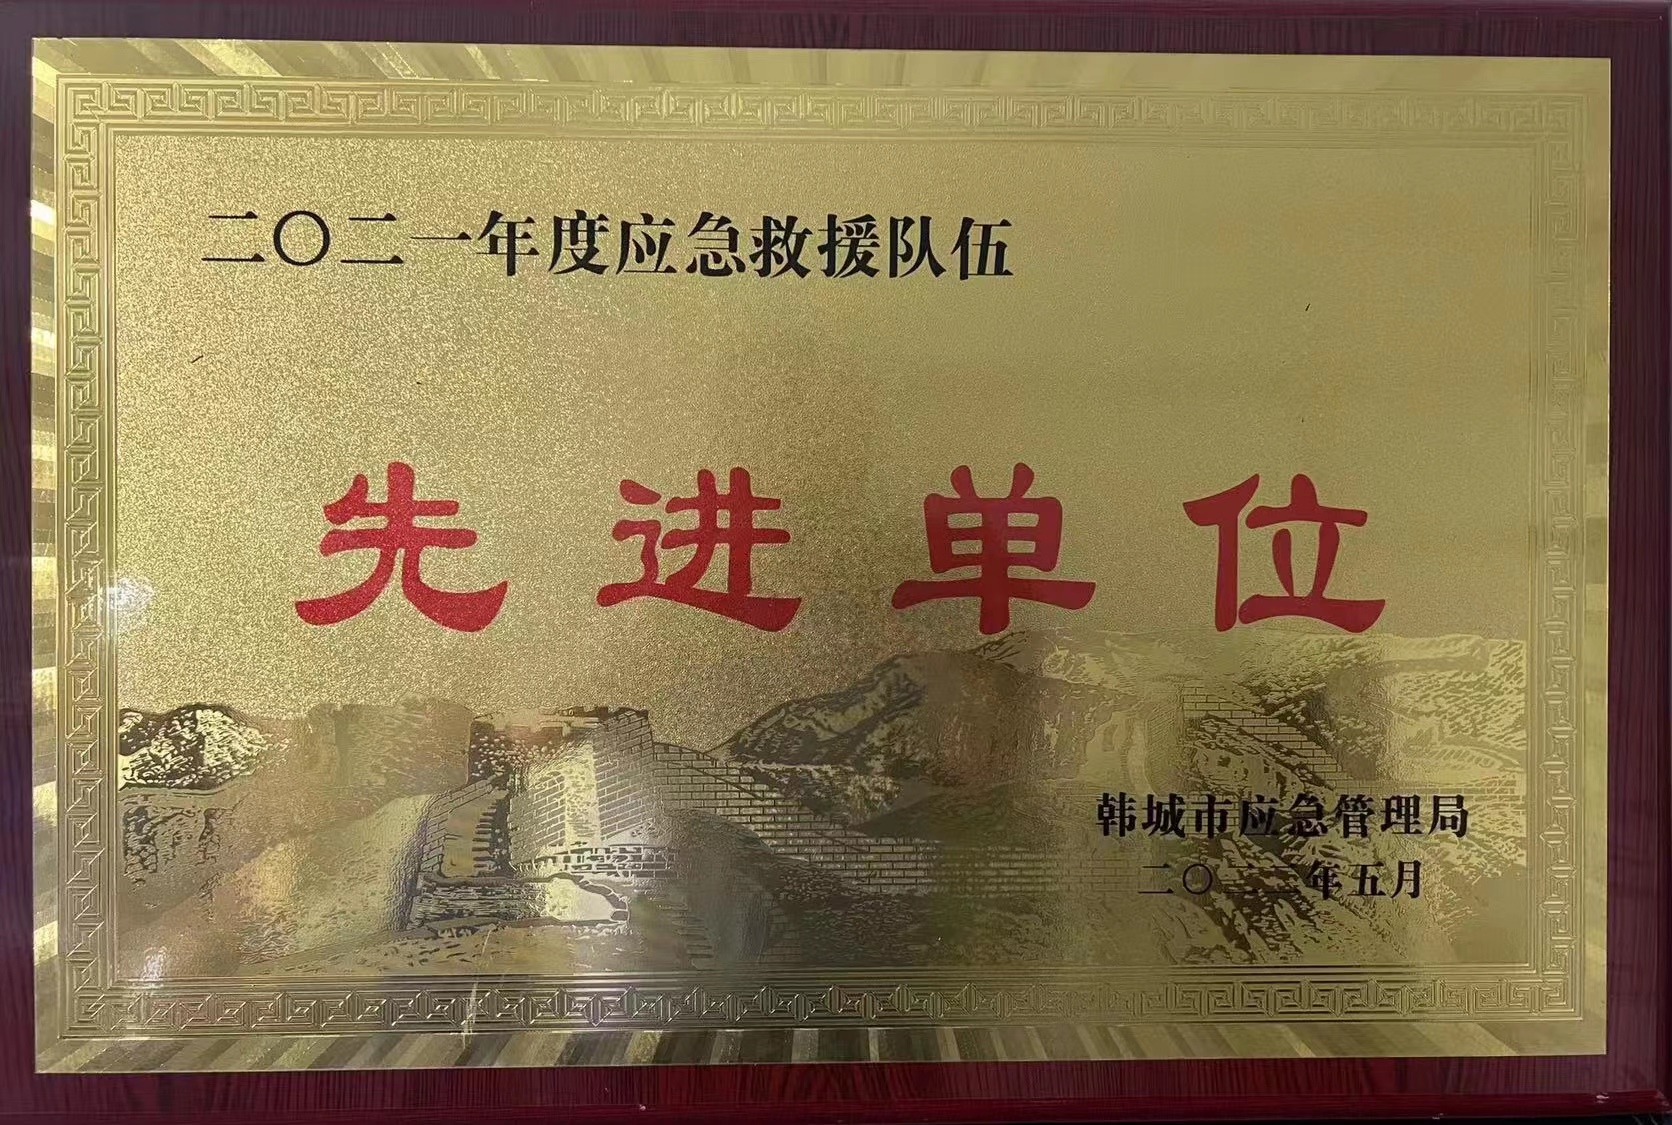 二〇二一年度应急救援队伍
先进单位
韩城市应急管理局
二〇二二年五月